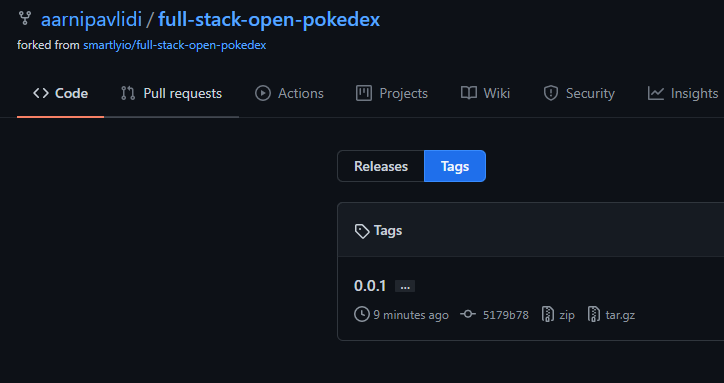 aarnipavlidi / full-stack-open-pokedex
forked from smartlyio/full-stack-open-pokedex
Code Pull requests Actions Projects Wiki Security Insights
Releases Tags
Tags
0.0.1 ...
9 minutes ago 5179b78 zip tar.gz